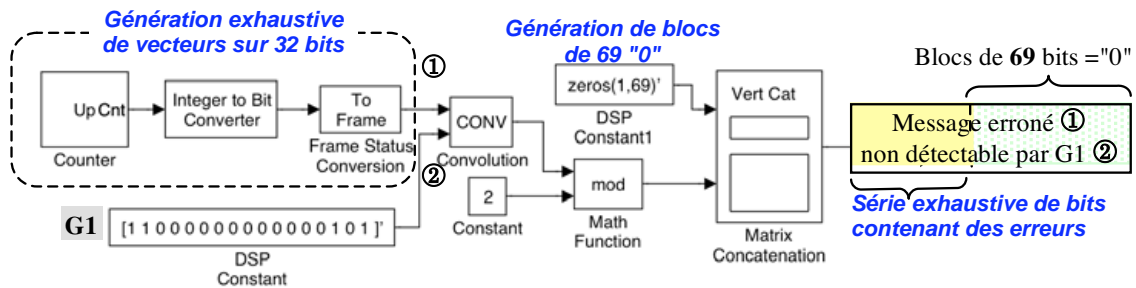 Génération exhaustive
de vecteurs sur 32 bits
①
Up Cnt
Counter
Integer to Bit
Converter
To
Frame
Frame Status
Conversion
②
G1
[1 1 0 0 0 0 0 0 0 0 0 0 0 0 0 1 0 1 ]'
DSP
Constant
CONV
Convolution
2
Constant
Génération de blocs
de 69 "0"
zeros(1,69)'
DSP
Constant1
mod
Math
Function
Vert Cat
Matrix
Concatenation
Blocs de 69 bits ="0"
Message erroné ①
non détectable par G1 ②
Série exhaustive de bits
contenant des erreurs